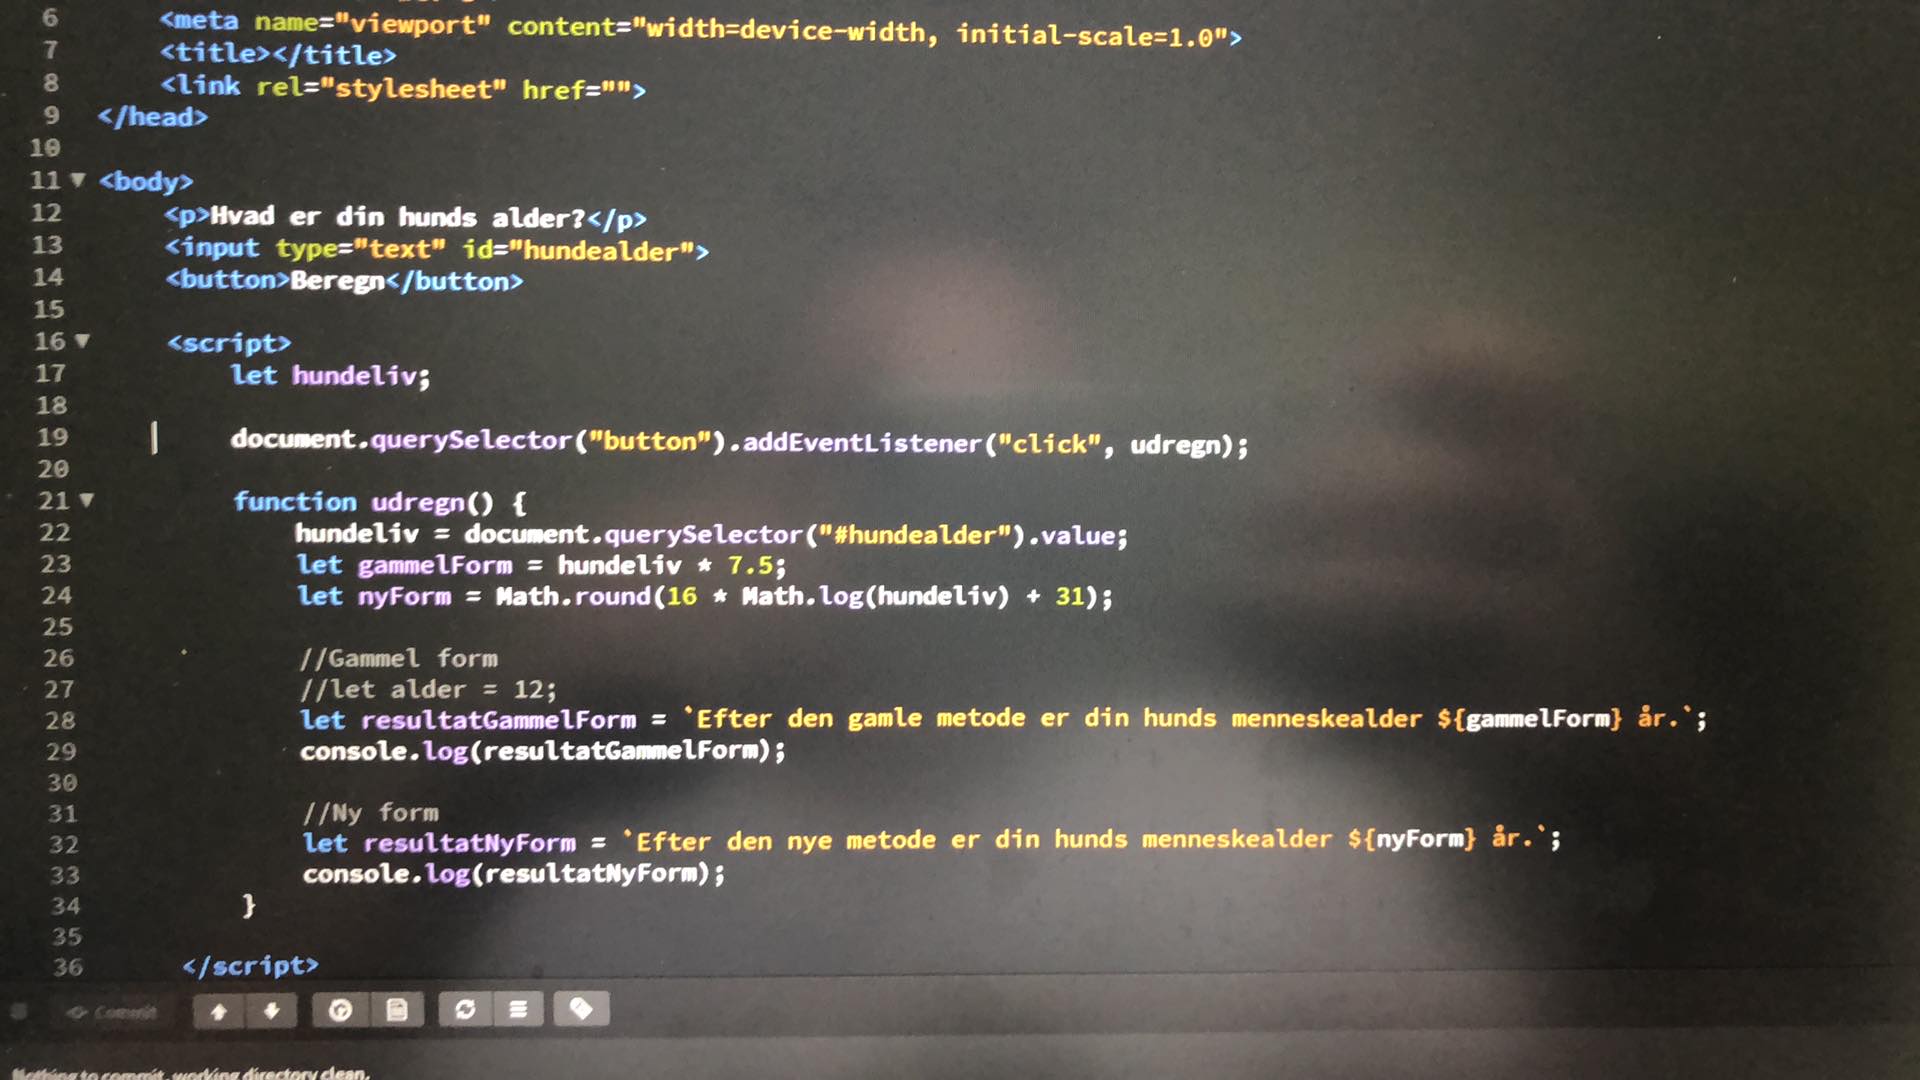 6 <meta name="viewport" content="width=device-width, initial-scale=1.0">
7 <title></title>
8 <link rel="stylesheet" href="">
9 </head>
10
11 <body>
12 <p>Hvad er din hunds alder?</p>
13 <input type="text" id="hundealder">
14 <button>Beregn</button>
15
16 <script>
17 let hundeliv;
18
19 document.querySelector("button").addEventListener("click", udregn);
20
21 function udregn() {
22 hundeliv = document.querySelector("#hundealder").value;
23 let gammelForm = hundeliv * 7.5;
24 let nyForm = Math.round(16 * Math.log(hundeliv) + 31);
25
26 //Gammel form
27 //let alder = 12;
28 let resultatGammelForm = `Efter den gamle metode er din hunds menneskealder ${gammelForm} år.`;
29 console.log(resultatGammelForm);
30
31 //Ny form
32 let resultatNyForm = `Efter den nye metode er din hunds menneskealder ${nyForm} år.`;
33 console.log(resultatNyForm);
34 }
35
36 </script>
Commit
Nothing to commit, working directory clean.